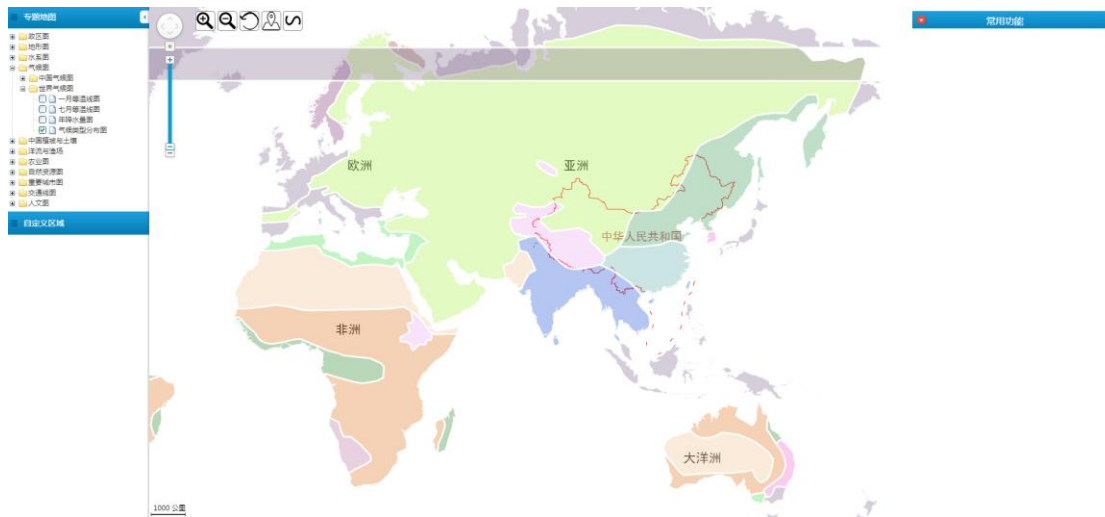 专题地图
政区图
地形图
水系图
气候图
中国气候图
世界气候图
一月等温线图
七月等温线图
年降水量图
气候类型分布图
中国植被与土壤
洋流与渔场
农业图
自然资源图
重要城市图
交通线图
人文图
自定义区域
常用功能
欧洲
亚洲
中华人民共和国
非洲
大洋洲
1000 公里